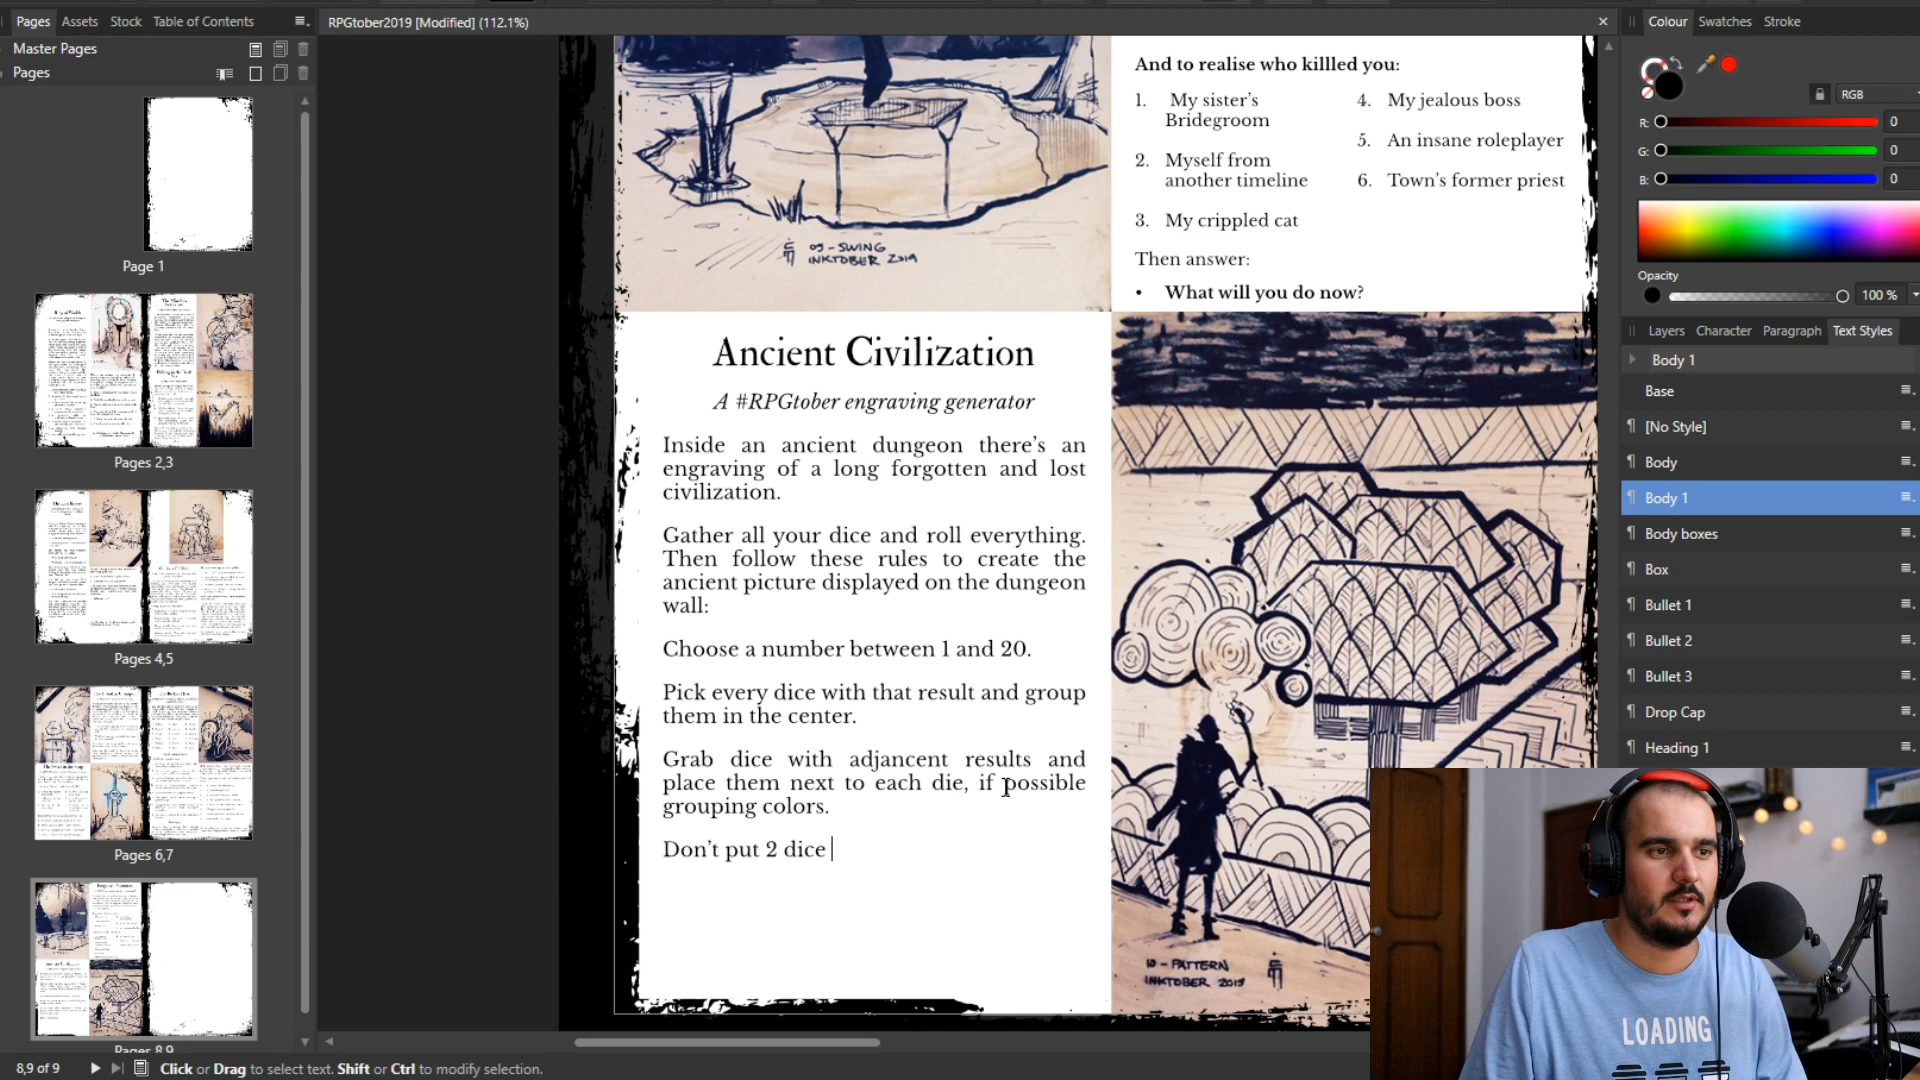 Pages Assets Stock Table of Contents
RPGtober2019 [Modified] (112.1%)
Colour Swatches Stroke
Master Pages
Pages
Page 1
Pages 2,3
Pages 4,5
Pages 6,7
Pages 8,9
09 - SWING
INKTOBER 2019
And to realise who killled you:
1. My sister's
Bridegroom
2. Myself from
another timeline
3. My crippled cat
4. My jealous boss
5. An insane roleplayer
6. Town's former priest
Then answer:
• What will you do now?
Ancient Civilization
A #RPGtober engraving generator
Inside an ancient dungeon there's an
engraving of a long forgotten and lost
civilization.
Gather all your dice and roll everything.
Then follow these rules to create the
ancient picture displayed on the dungeon
wall:
Choose a number between 1 and 20.
Pick every dice with that result and group
them in the center.
Grab dice with adjancent results and
place them next to each die, if possible
grouping colors.
Don't put 2 dice
10 - PATTERN
INKTOBER 2019
RGB
R: 0
G: 0
B: 0
Opacity
100 %
Layers Character Paragraph Text Styles
Body 1
Base
[No Style]
Body
Body 1
Body boxes
Box
Bullet 1
Bullet 2
Bullet 3
Drop Cap
Heading 1
LOADING
8,9 of 9
Click or Drag to select text. Shift or Ctrl to modify selection.